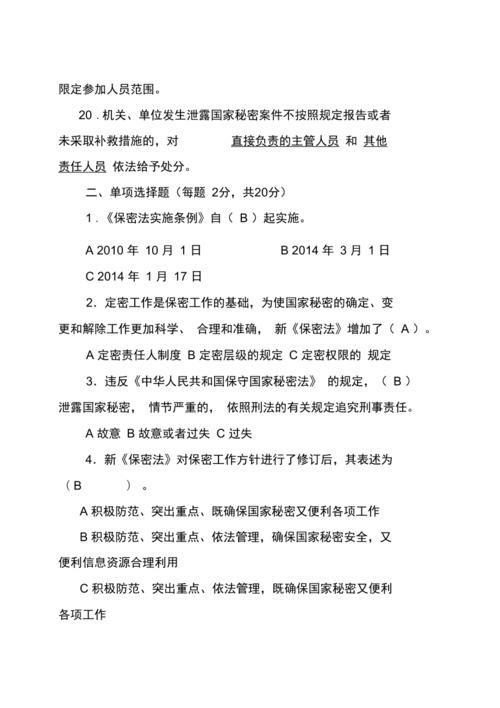 限定参加人员范围。
20 . 机关、单位发生泄露国家秘密案件不按照规定报告或者
未采取补救措施的，对 直接负责的主管人员 和 其他
责任人员 依法给予处分。
二、单项选择题（每题 2分，共20分）
1 . 《保密法实施条例》自（ B ）起实施。
A 2010 年 10 月 1 日 B 2014 年 3 月 1 日
C 2014 年 1 月 17 日
2．定密工作是保密工作的基础，为使国家秘密的确定、变
更和解除工作更加科学、 合理和准确， 新《保密法》增加了（ A ）。
A 定密责任人制度 B 定密层级的规定 C 定密权限的 规定
3．违反《中华人民共和国保守国家秘密法》 的规定，（ B ）
泄露国家秘密， 情节严重的， 依照刑法的有关规定追究刑事责任。
A 故意 B 故意或者过失 C 过失
4．新《保密法》对保密工作方针进行了修订后，其表述为
（ B ） 。
A 积极防范、突出重点、既确保国家秘密又便利各项工作
B 积极防范、突出重点、依法管理，确保国家秘密安全，又
便利信息资源合理利用
C 积极防范、突出重点、依法管理，既确保国家秘密又便利
各项工作